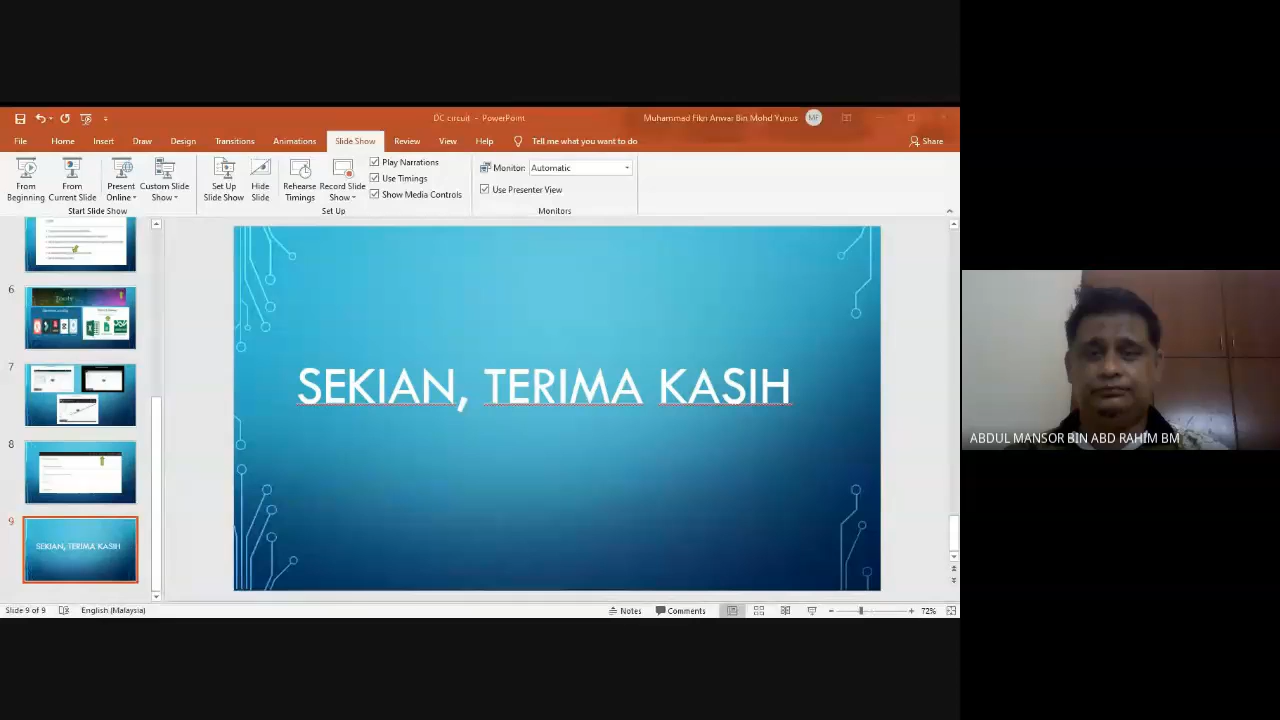 DC circuit - PowerPoint
Muhammad Fikri Anwar Bin Mohd Yunus
MF
File Home Insert Draw Design Transitions Animations Slide Show Review View Help Tell me what you want to do
Share
From Beginning
From Current Slide
Present Online
Custom Slide Show
Start Slide Show
Set Up Slide Show
Hide Slide
Rehearse Timings
Record Slide Show
Play Narrations
Use Timings
Show Media Controls
Set Up
Monitor: Automatic
Use Presenter View
Monitors
6
7
8
9
SEKIAN, TERIMA KASIH
SEKIAN, TERIMA KASIH
ABDUL MANSOR BIN ABD RAHIM BM
Slide 9 of 9 English (Malaysia) Notes Comments 72%